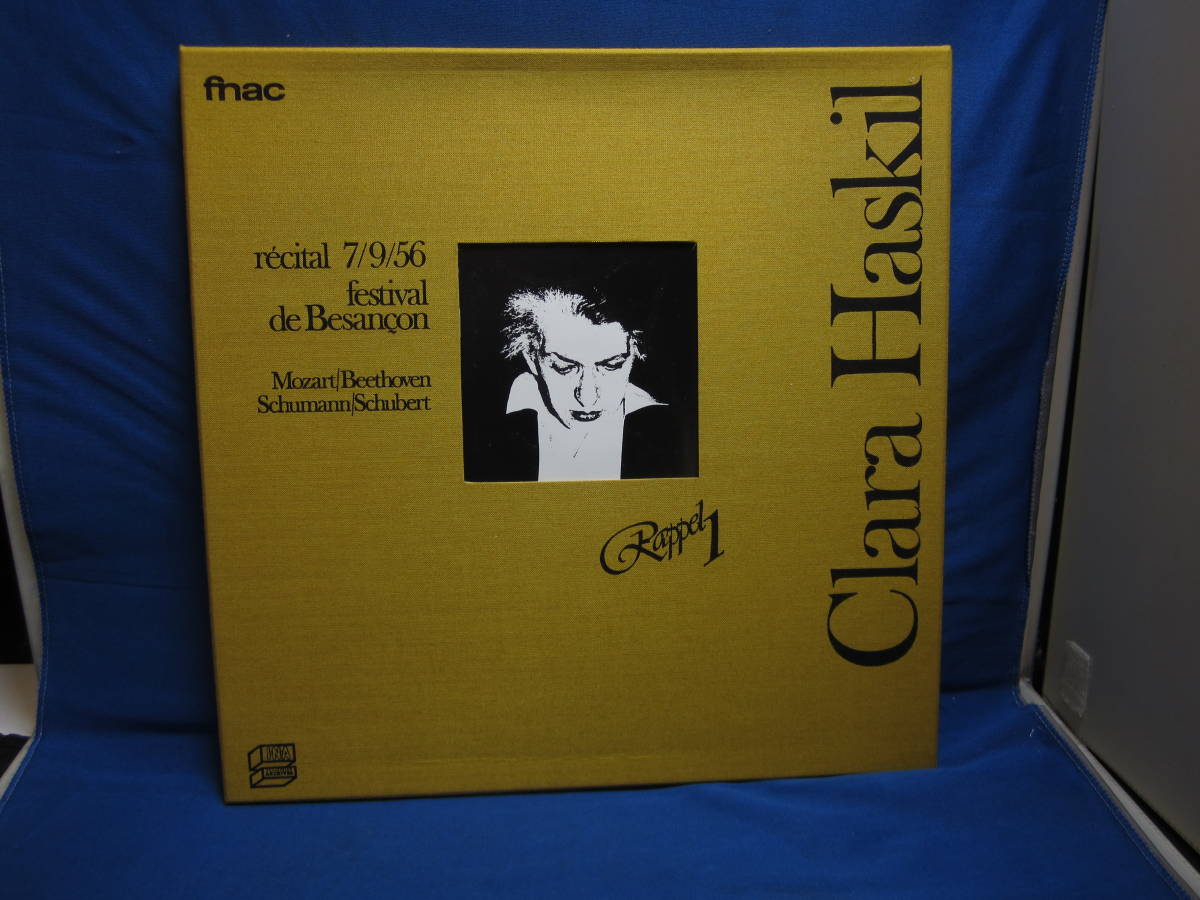 fnac
récital 7/9/56
festival
de Besançon
Mozart/Beethoven
Schumann/Schubert
Rappel 1
Clara Haskil